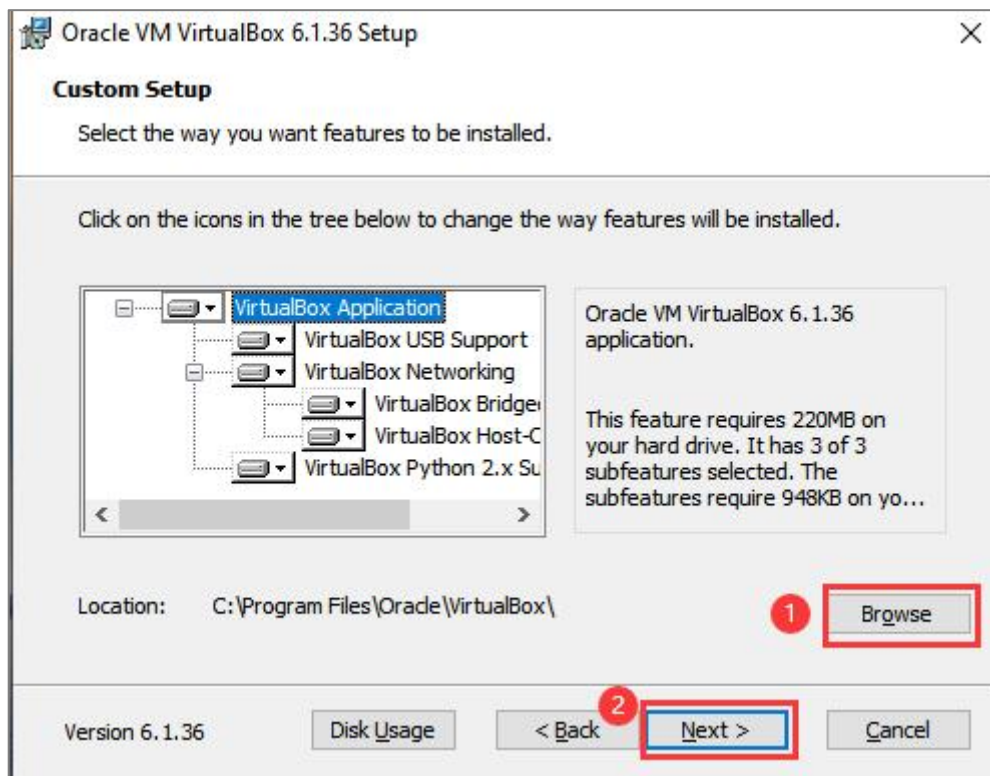 Oracle VM VirtualBox 6.1.36 Setup
Custom Setup
Select the way you want features to be installed.
Click on the icons in the tree below to change the way features will be installed.
VirtualBox Application
VirtualBox USB Support
VirtualBox Networking
VirtualBox Bridge
VirtualBox Host-C
VirtualBox Python 2.x Su
Oracle VM VirtualBox 6.1.36
application.
This feature requires 220MB on
your hard drive. It has 3 of 3
subfeatures selected. The
subfeatures require 948KB on yo...
Location: C:\Program Files\Oracle\VirtualBox\
1
Browse
2
Version 6.1.36
Disk Usage
< Back
Next >
Cancel